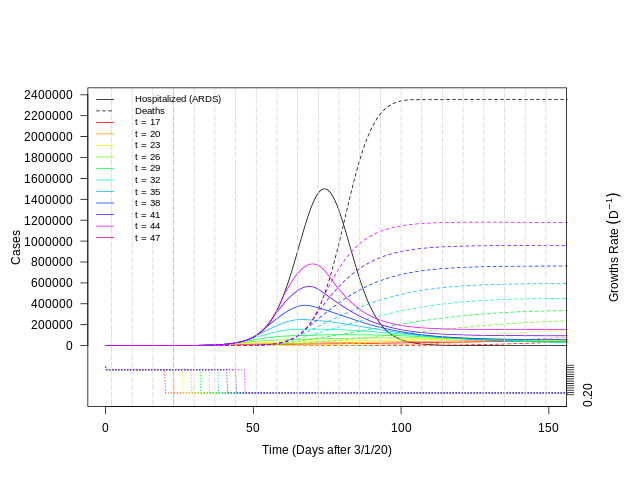 2400000
2200000
2000000
1800000
1600000
1400000
1200000
1000000
800000
600000
400000
200000
0
Cases
Hospitalized (ARDS)
Deaths
t = 17
t = 20
t = 23
t = 26
t = 29
t = 32
t = 35
t = 38
t = 41
t = 44
t = 47
Growths Rate (D⁻¹)
0.20
0 50 100 150
Time (Days after 3/1/20)